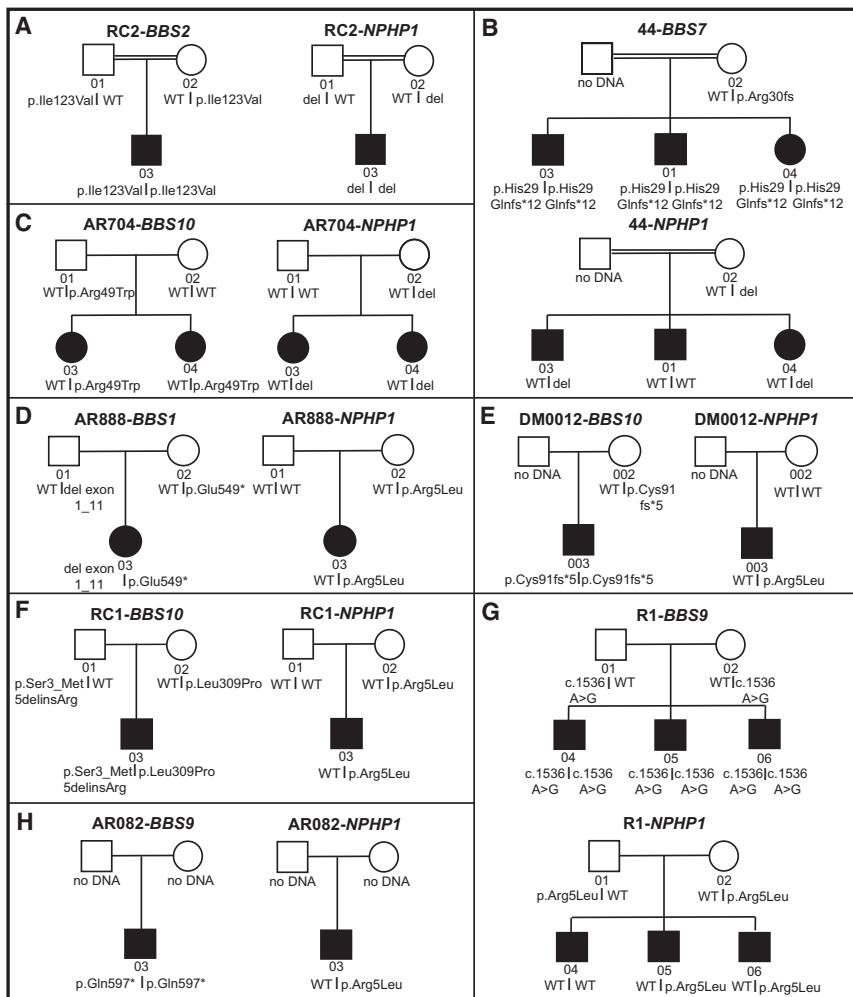 A
RC2-BBS2
RC2-NPHP1
01
02
01
02
p.Ile123Val | WT
WT | p.Ile123Val
del | WT
WT | del
03
03
p.Ile123Val | p.Ile123Val
del | del
B
44-BBS7
no DNA
02
WT | p.Arg30fs
03
01
04
p.His29 | p.His29
Glnfs*12 Glnfs*12
p.His29 | p.His29
Glnfs*12 Glnfs*12
p.His29 | p.His29
Glnfs*12 Glnfs*12
44-NPHP1
no DNA
02
WT | del
03
01
04
WT | del
WT | WT
WT | del
C
AR704-BBS10
AR704-NPHP1
01
02
01
02
WT | p.Arg49Trp
WT | WT
WT | WT
WT | del
03
04
03
04
WT | p.Arg49Trp
WT | p.Arg49Trp
WT | del
WT | del
D
AR888-BBS1
AR888-NPHP1
01
02
01
02
WT | del exon
1_11
WT | p.Glu549*
WT | WT
WT | p.Arg5Leu
03
03
del exon
1_11 | p.Glu549*
WT | p.Arg5Leu
E
DM0012-BBS10
DM0012-NPHP1
no DNA
002
no DNA
002
WT | p.Cys91
fs*5
WT | WT
003
003
p.Cys91fs*5 | p.Cys91fs*5
WT | p.Arg5Leu
F
RC1-BBS10
RC1-NPHP1
01
02
01
02
p.Ser3_Met | WT
5delinsArg
WT | p.Leu309Pro
WT | WT
WT | p.Arg5Leu
03
03
p.Ser3_Met | p.Leu309Pro
5delinsArg
WT | p.Arg5Leu
G
R1-BBS9
01
02
c.1536 | WT
A>G
WT | c.1536
A>G
04
05
06
c.1536 | c.1536
A>G A>G
c.1536 | c.1536
A>G A>G
c.1536 | c.1536
A>G A>G
R1-NPHP1
01
02
p.Arg5Leu | WT
WT | p.Arg5Leu
04
05
06
WT | WT
WT | p.Arg5Leu
WT | p.Arg5Leu
H
AR082-BBS9
AR082-NPHP1
no DNA
no DNA
no DNA
no DNA
03
03
p.Gln597* | p.Gln597*
WT | p.Arg5Leu